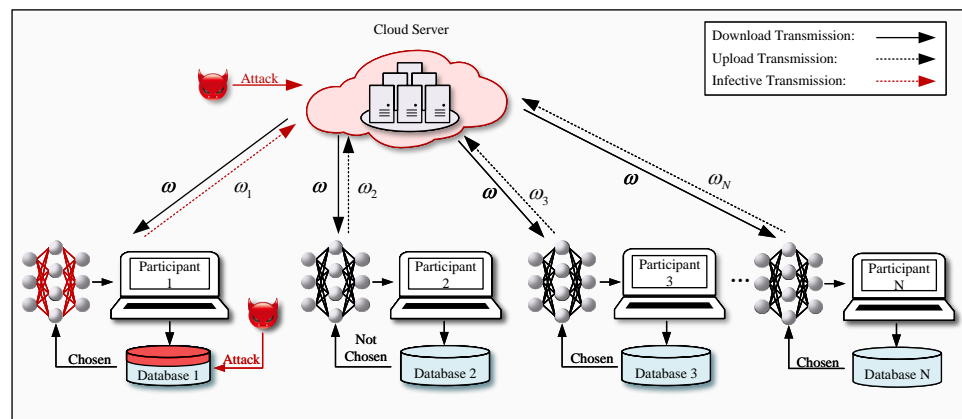 Cloud Server
Download Transmission:
Upload Transmission:
Infective Transmission:
Attack
ω ω1 ω ω2 ω ω3 ω ωN
Participant
1
Participant
2
Participant
3
Participant
N
...
Chosen
Database 1
Attack
Not
Chosen
Database 2
Chosen
Database 3
Chosen
Database N